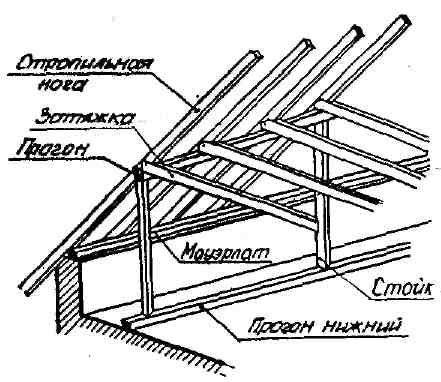 Стропильная
нога
Затяжка
Прогон
Мауэрлат
Стойк
Прогон нижний